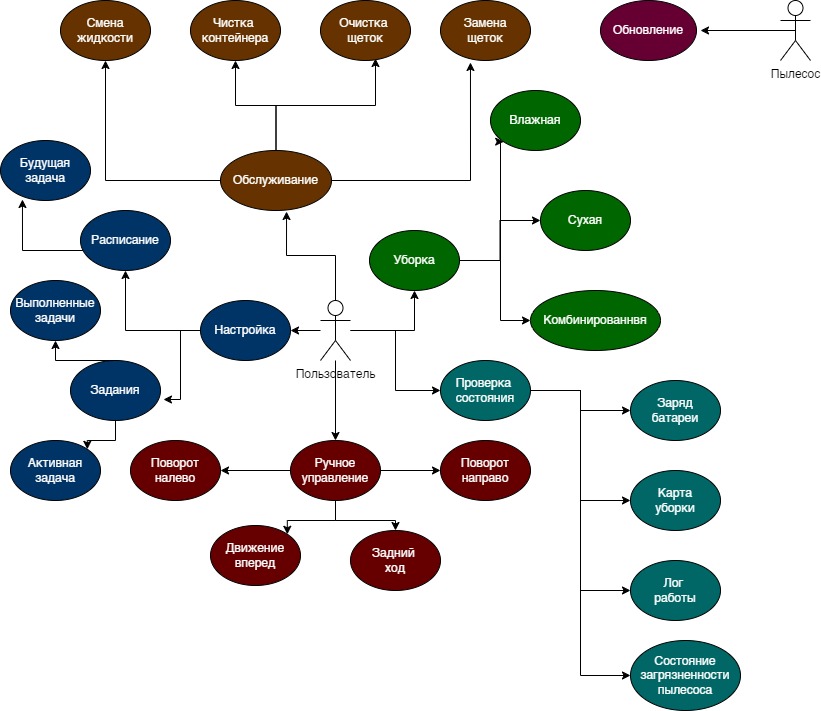 Смена
жидкости
Чистка
контейнера
Очистка
щеток
Замена
щеток
Обновление
Пылесос
Влажная
Будущая
задача
Обслуживание
Сухая
Расписание
Уборка
Выполненные
задачи
Настройка
Комбинированнвя
Пользователь
Задания
Проверка
состояния
Заряд
батареи
Активная
задача
Поворот
налево
Ручное
управление
Поворот
направо
Карта
уборки
Движение
вперед
Задний
ход
Лог
работы
Состояние
загрязненности
пылесоса